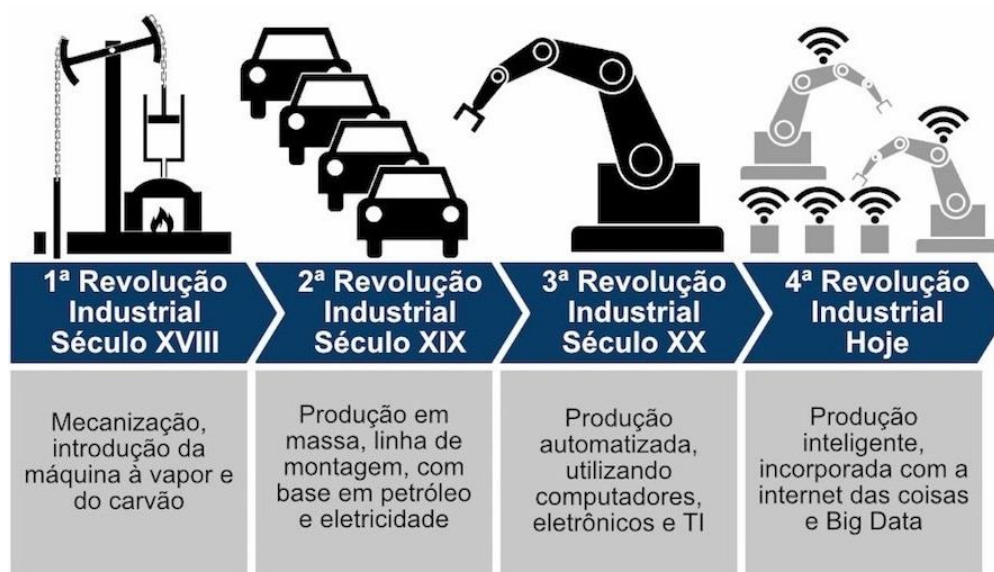 1ª Revolução
Industrial
Século XVIII
2ª Revolução
Industrial
Século XIX
3ª Revolução
Industrial
Século XX
4ª Revolução
Industrial
Hoje
Mecanização,
introdução da
máquina à vapor e
do carvão
Produção em
massa, linha de
montagem, com
base em petróleo
e eletricidade
Produção
automatizada,
utilizando
computadores,
eletrônicos e TI
Produção
inteligente,
incorporada com a
internet das coisas
e Big Data